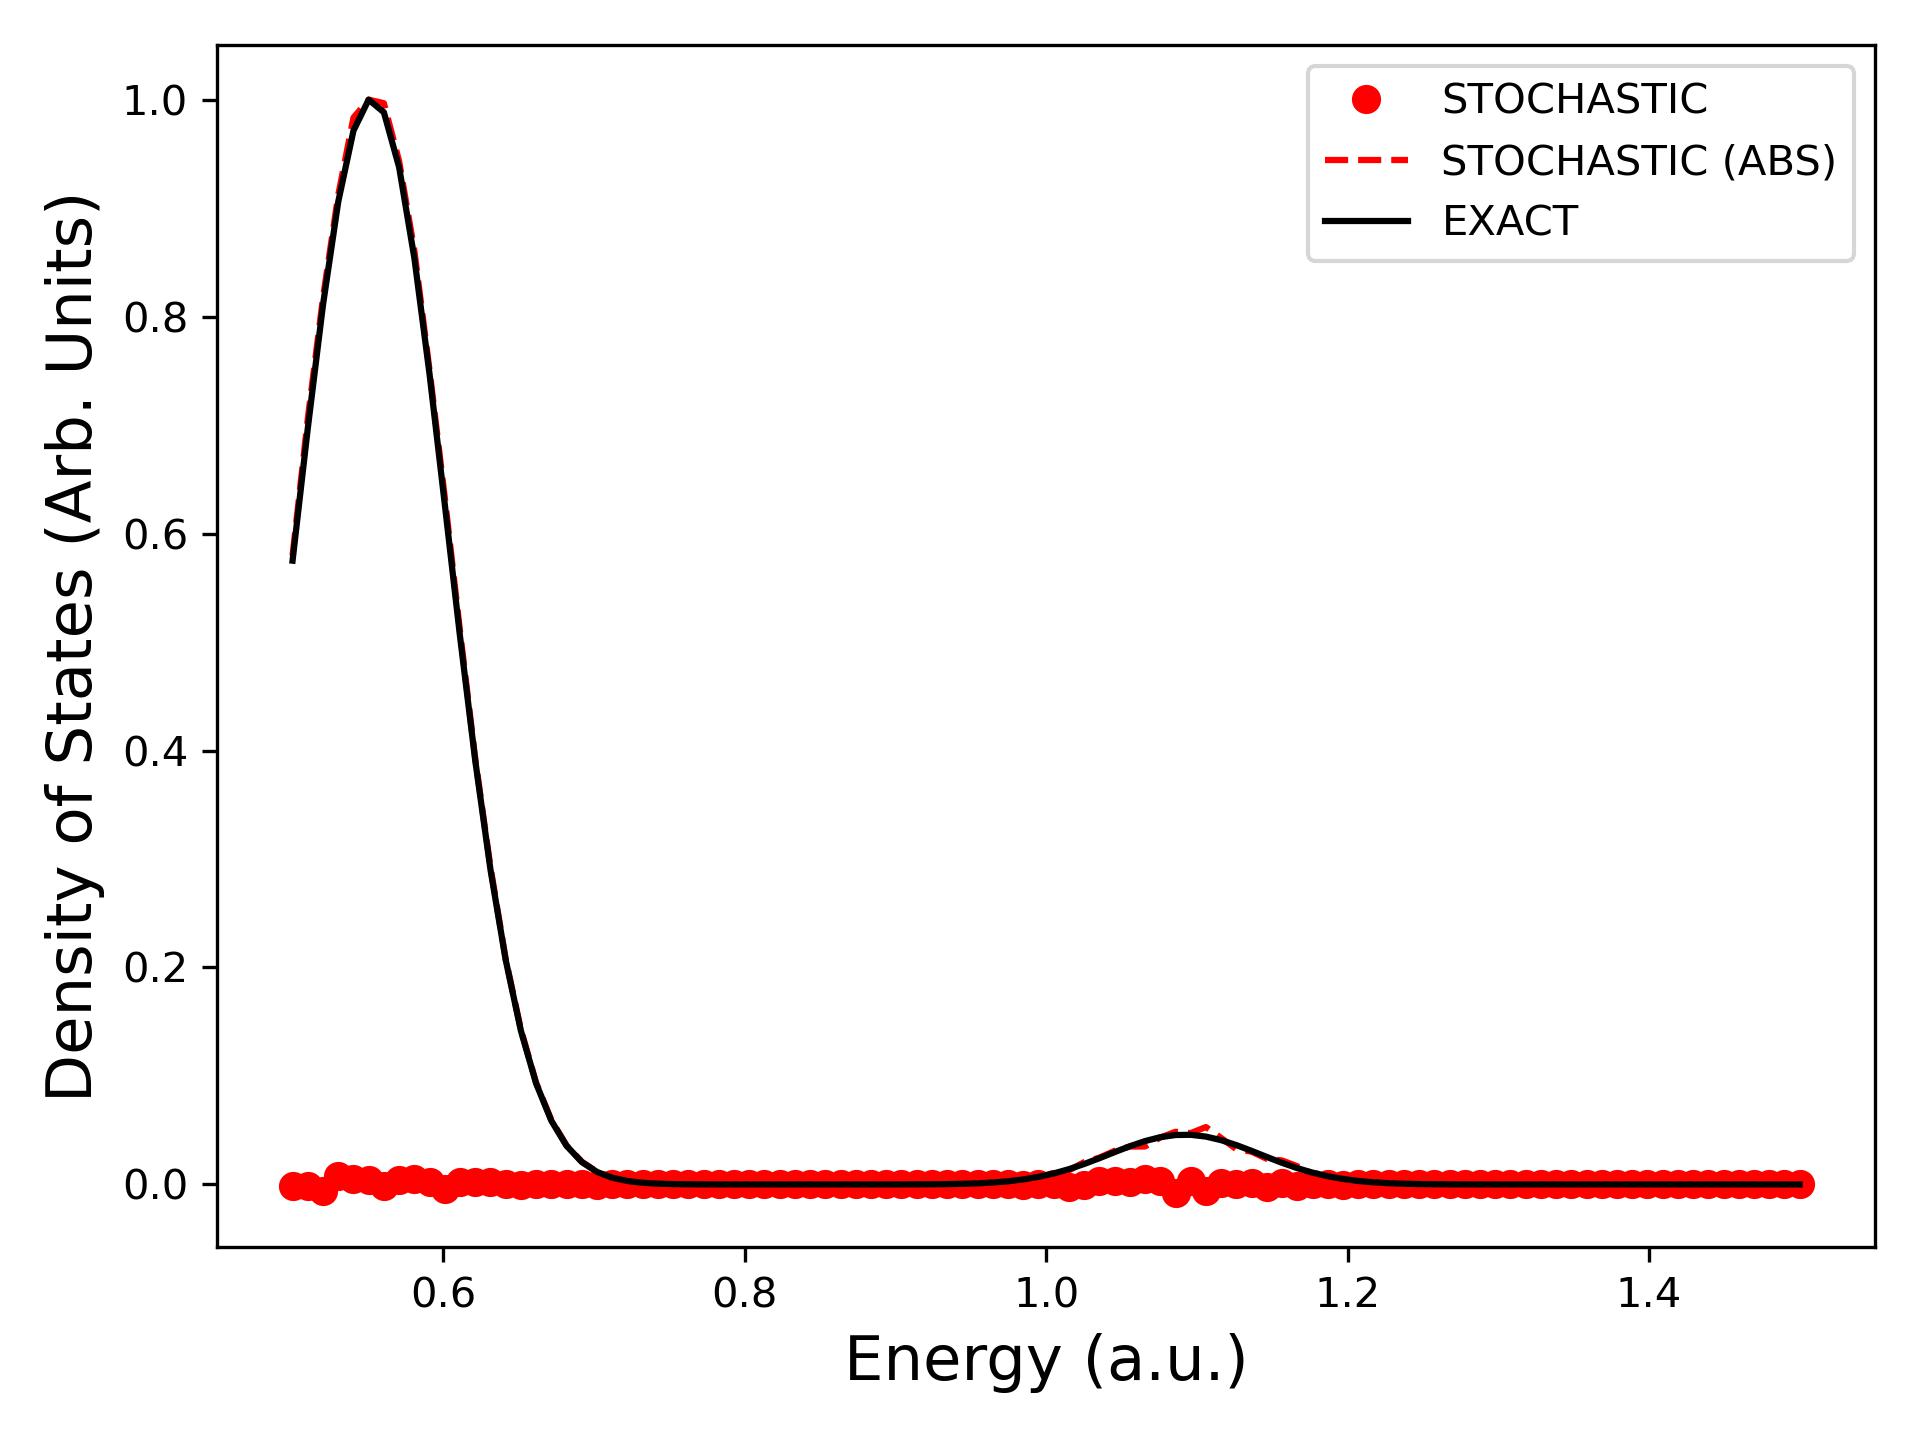 STOCHASTIC
STOCHASTIC (ABS)
EXACT
Density of States (Arb. Units)
1.0
0.8
0.6
0.4
0.2
0.0
0.6 0.8 1.0 1.2 1.4
Energy (a.u.)